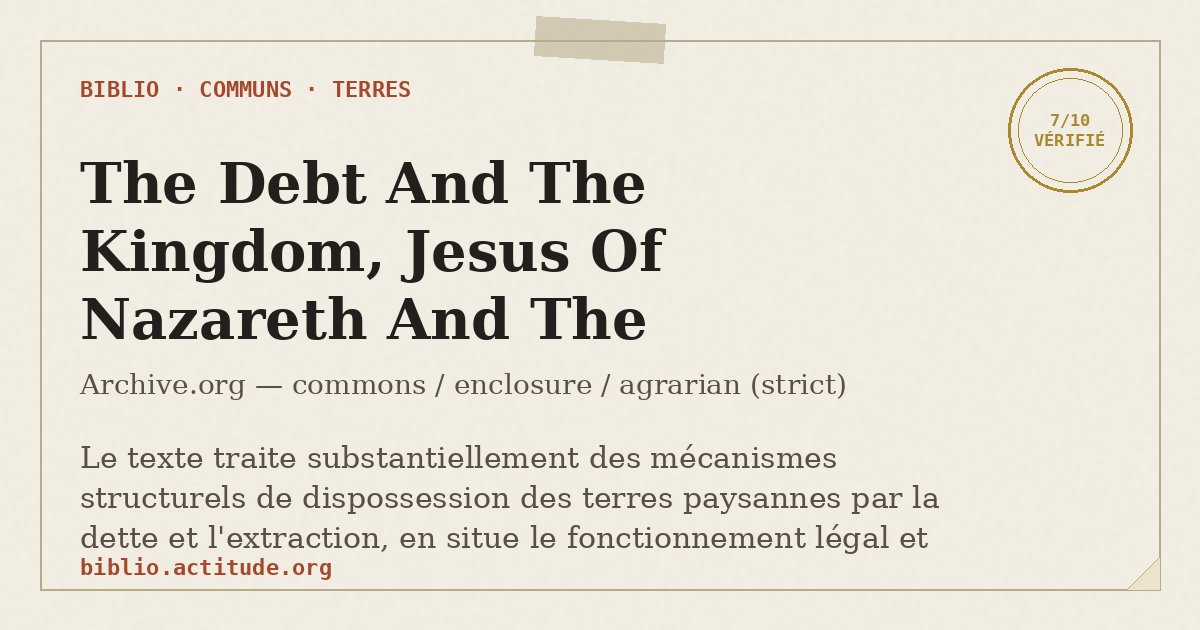 BIBLIO · COMMUNS · TERRES
7/10
VÉRIFIÉ
The Debt And The
Kingdom, Jesus Of
Nazareth And The
Archive.org — commons / enclosure / agrarian (strict)
Le texte traite substantiellement des mécanismes
structurels de dispossession des terres paysannes par la
dette et l'extraction, en situe le fonctionnement légal et
biblio.actitude.org